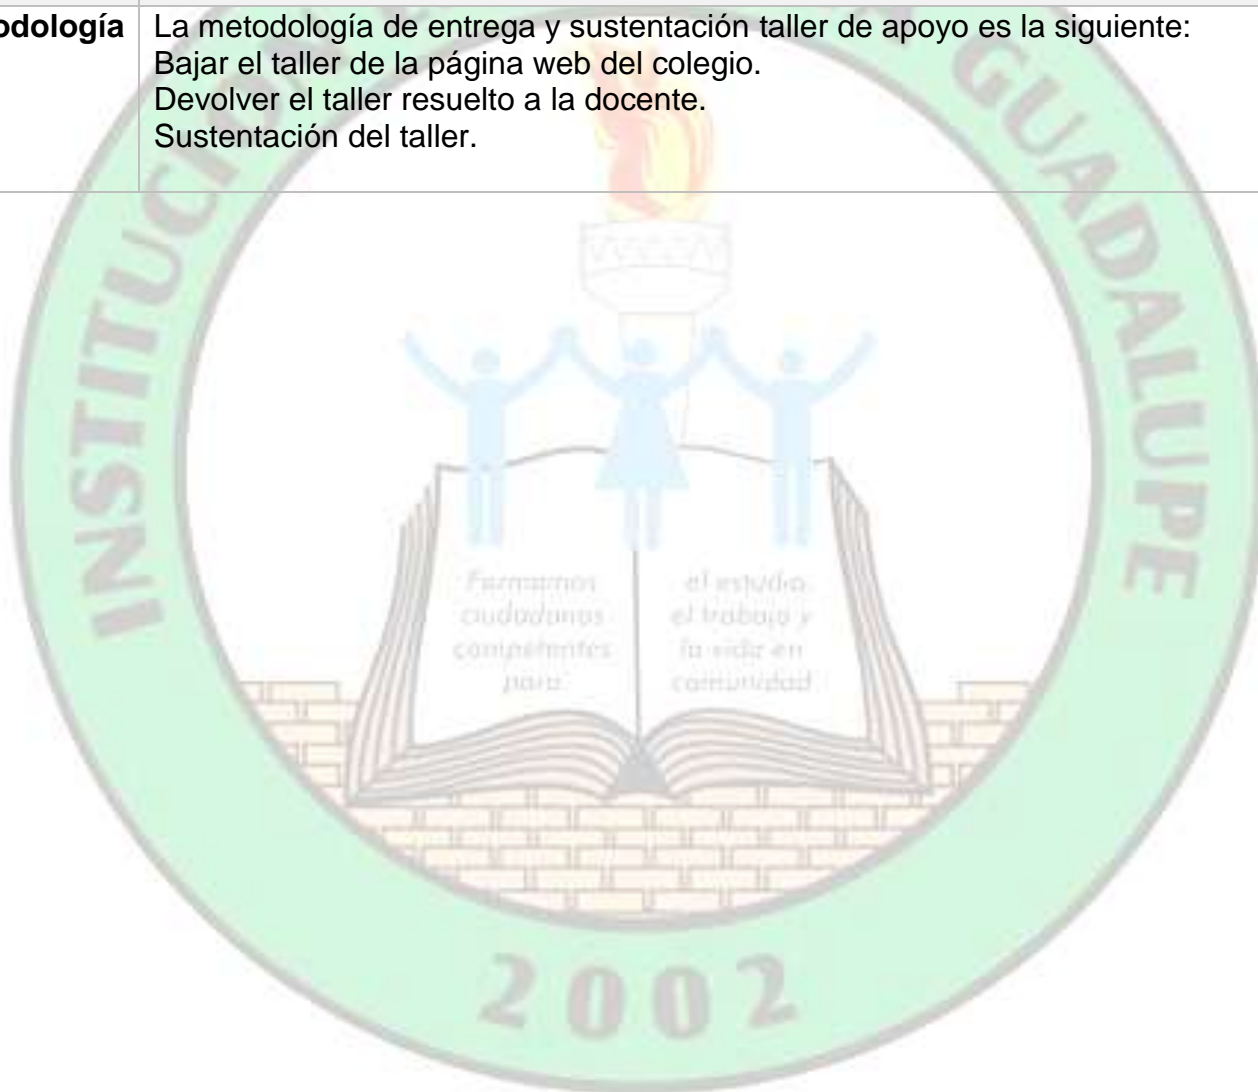 odología
La metodología de entrega y sustentación taller de apoyo es la siguiente:
Bajar el taller de la página web del colegio.
Devolver el taller resuelto a la docente.
Sustentación del taller.
GUADALUPE
Formamos
ciudadanos
competentes
para
el estudio
el trabajo y
la vida en
comunidad
2002